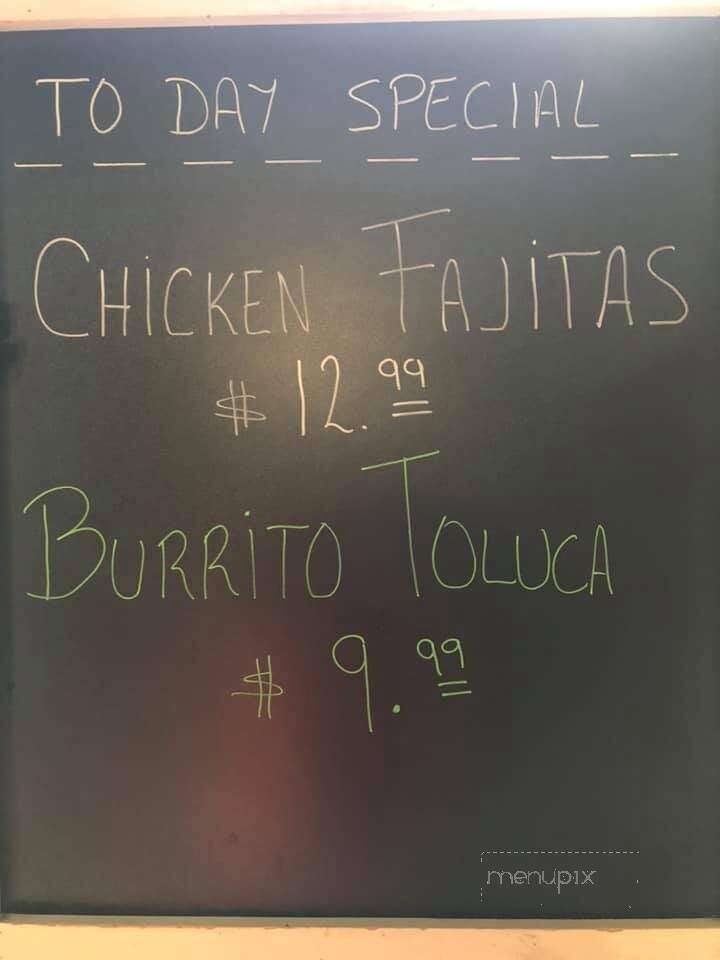 TO DAY SPECIAL
CHiCKEN FAJiTAS
$ 12.99
BURRiTO TOLUCA
$ 9.99
menupix